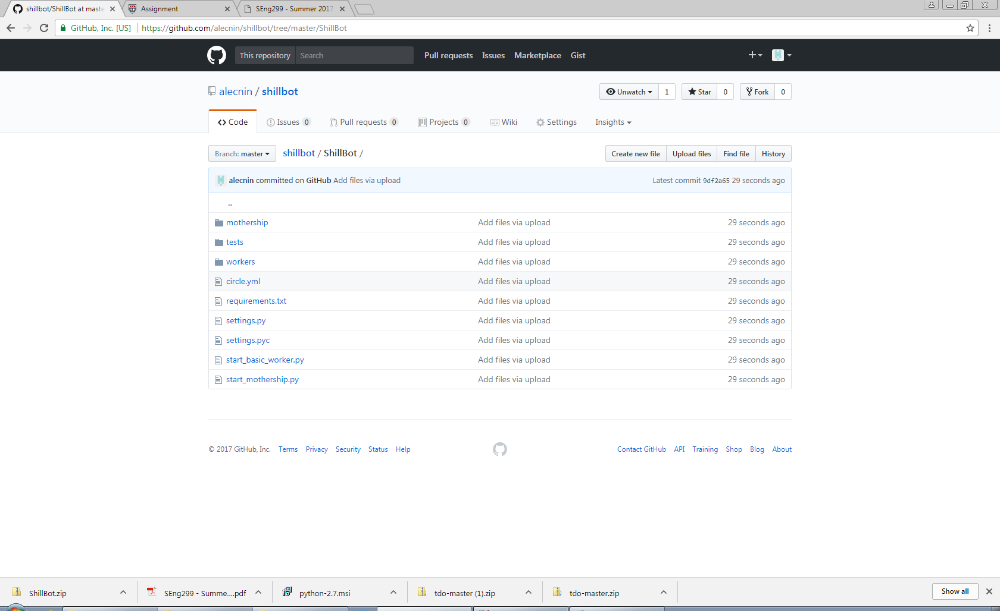 shillbot/ShillBot at maste
Assignment
SEng299 - Summer 2017
GitHub, Inc. [US] https://github.com/alecnin/shillbot/tree/master/ShillBot
This repository Search Pull requests Issues Marketplace Gist
alecnin / shillbot Unwatch 1 Star 0 Fork 0
Code Issues 0 Pull requests 0 Projects 0 Wiki Settings Insights
Branch: master shillbot / ShillBot / Create new file Upload files Find file History
alecnin committed on GitHub Add files via upload Latest commit 9df2a65 29 seconds ago
..
mothership Add files via upload 29 seconds ago
tests Add files via upload 29 seconds ago
workers Add files via upload 29 seconds ago
circle.yml Add files via upload 29 seconds ago
requirements.txt Add files via upload 29 seconds ago
settings.py Add files via upload 29 seconds ago
settings.pyc Add files via upload 29 seconds ago
start_basic_worker.py Add files via upload 29 seconds ago
start_mothership.py Add files via upload 29 seconds ago
© 2017 GitHub, Inc. Terms Privacy Security Status Help Contact GitHub API Training Shop Blog About
ShillBot.zip SEng299 - Summe....pdf python-2.7.msi tdo-master (1).zip tdo-master.zip Show all